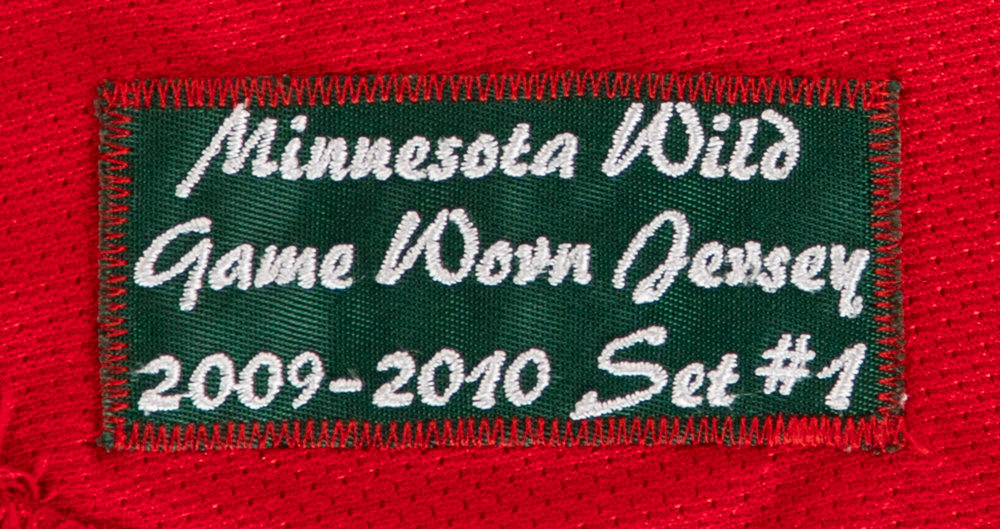 Minnesota Wild
Game Worn Jersey
2009-2010 Set #1